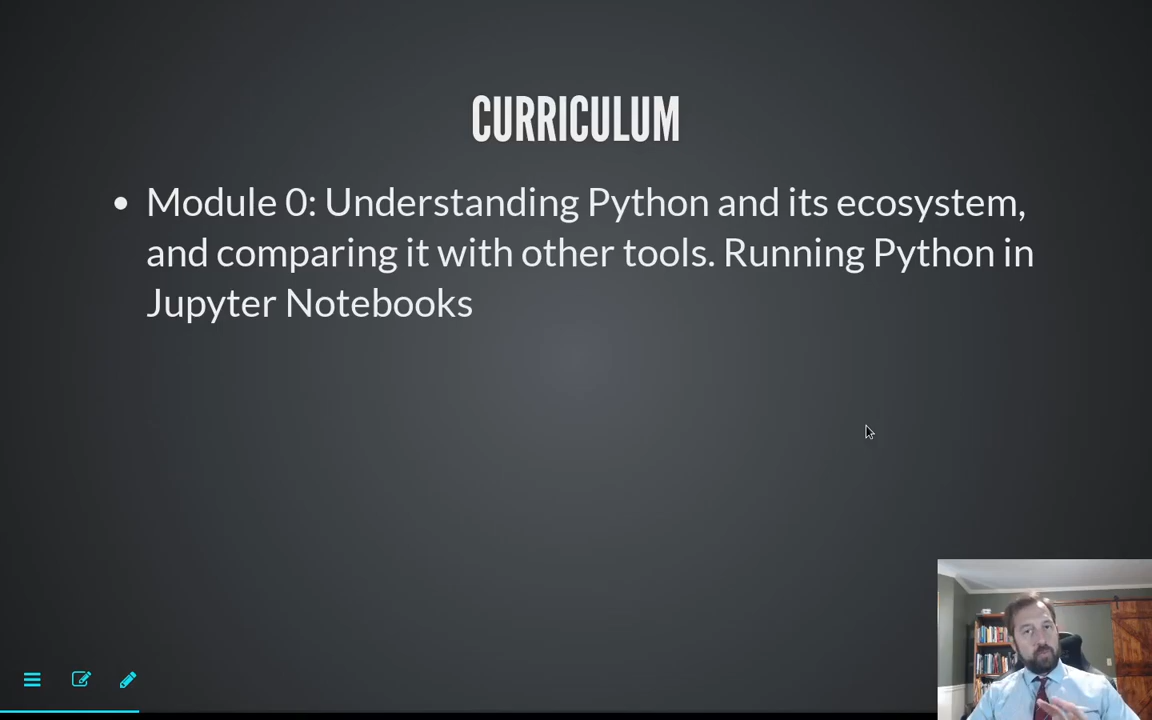 CURRICULUM
• Module 0: Understanding Python and its ecosystem,
and comparing it with other tools. Running Python in
Jupyter Notebooks